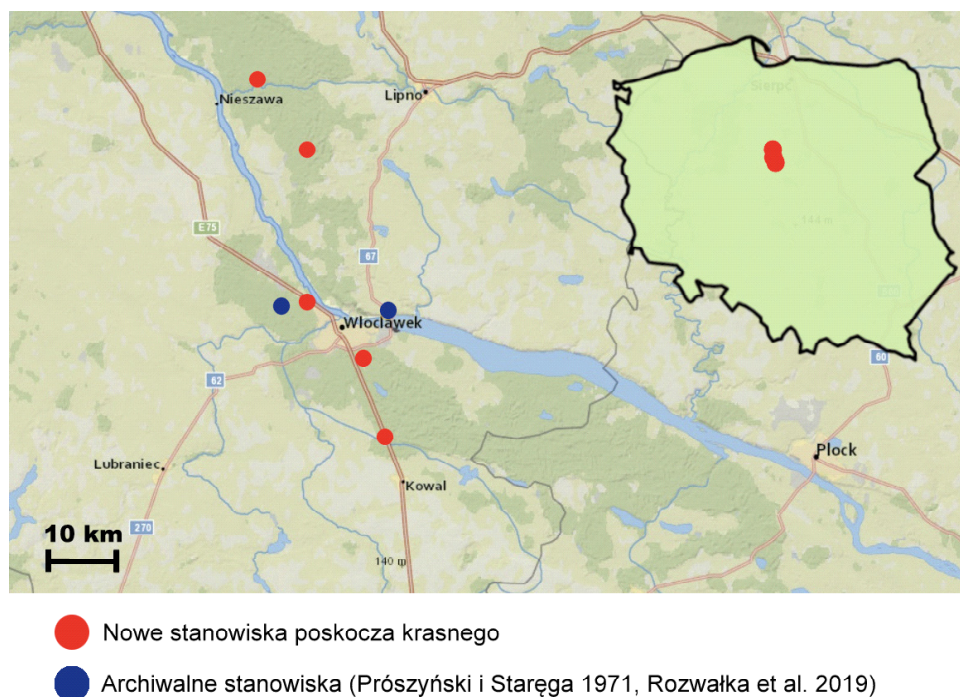 Sierpc
Nieszawa
Lipno
144 m
E 75
67
Włocławek
60
62
Płock
Lubraniec
Kowal
270
10 km
140 m
Nowe stanowiska poskocza krasnego
Archiwalne stanowiska (Prószyński i Staręga 1971, Rozwałka et al. 2019)